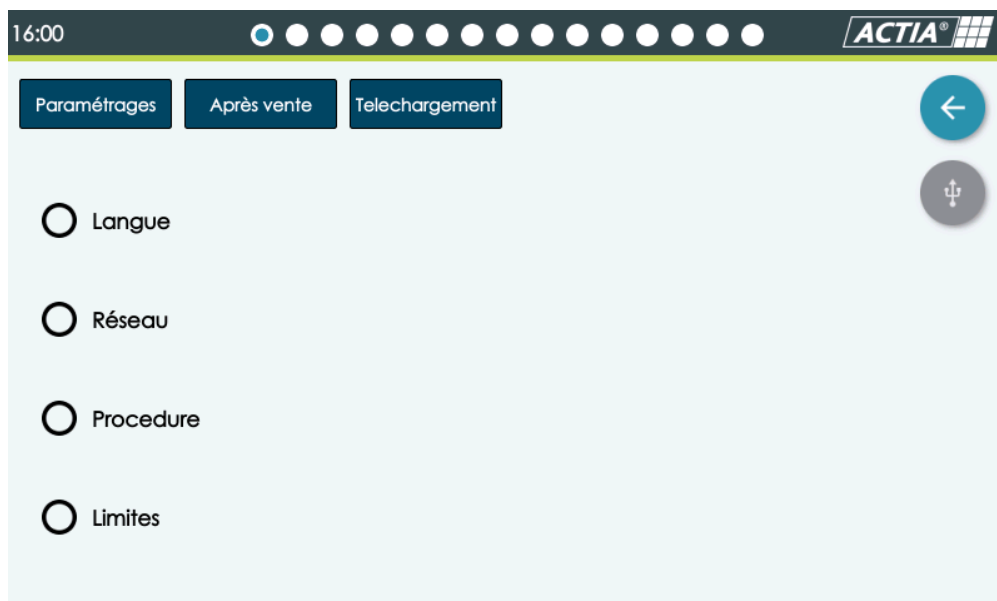 16:00
ACTIA®
Paramétrages
Après vente
Telechargement
Langue
Réseau
Procedure
Limites